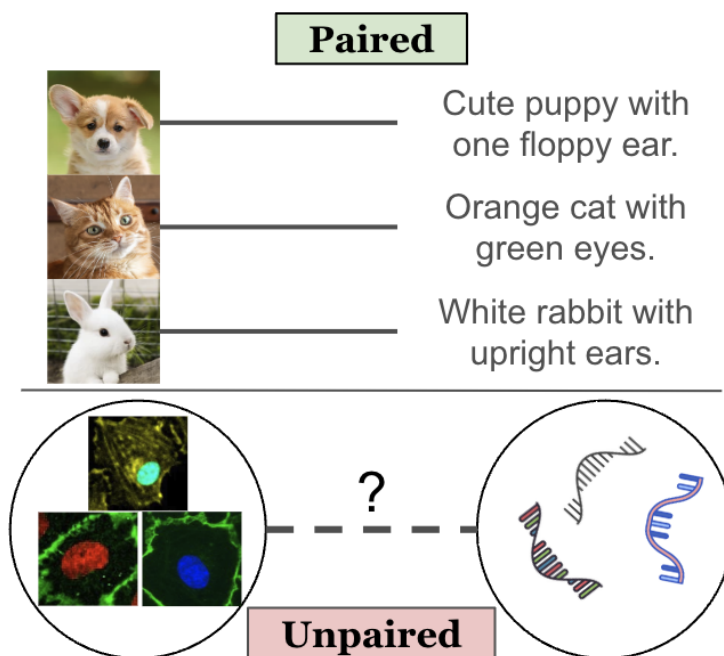 Paired
Cute puppy with
one floppy ear.
Orange cat with
green eyes.
White rabbit with
upright ears.
?
Unpaired